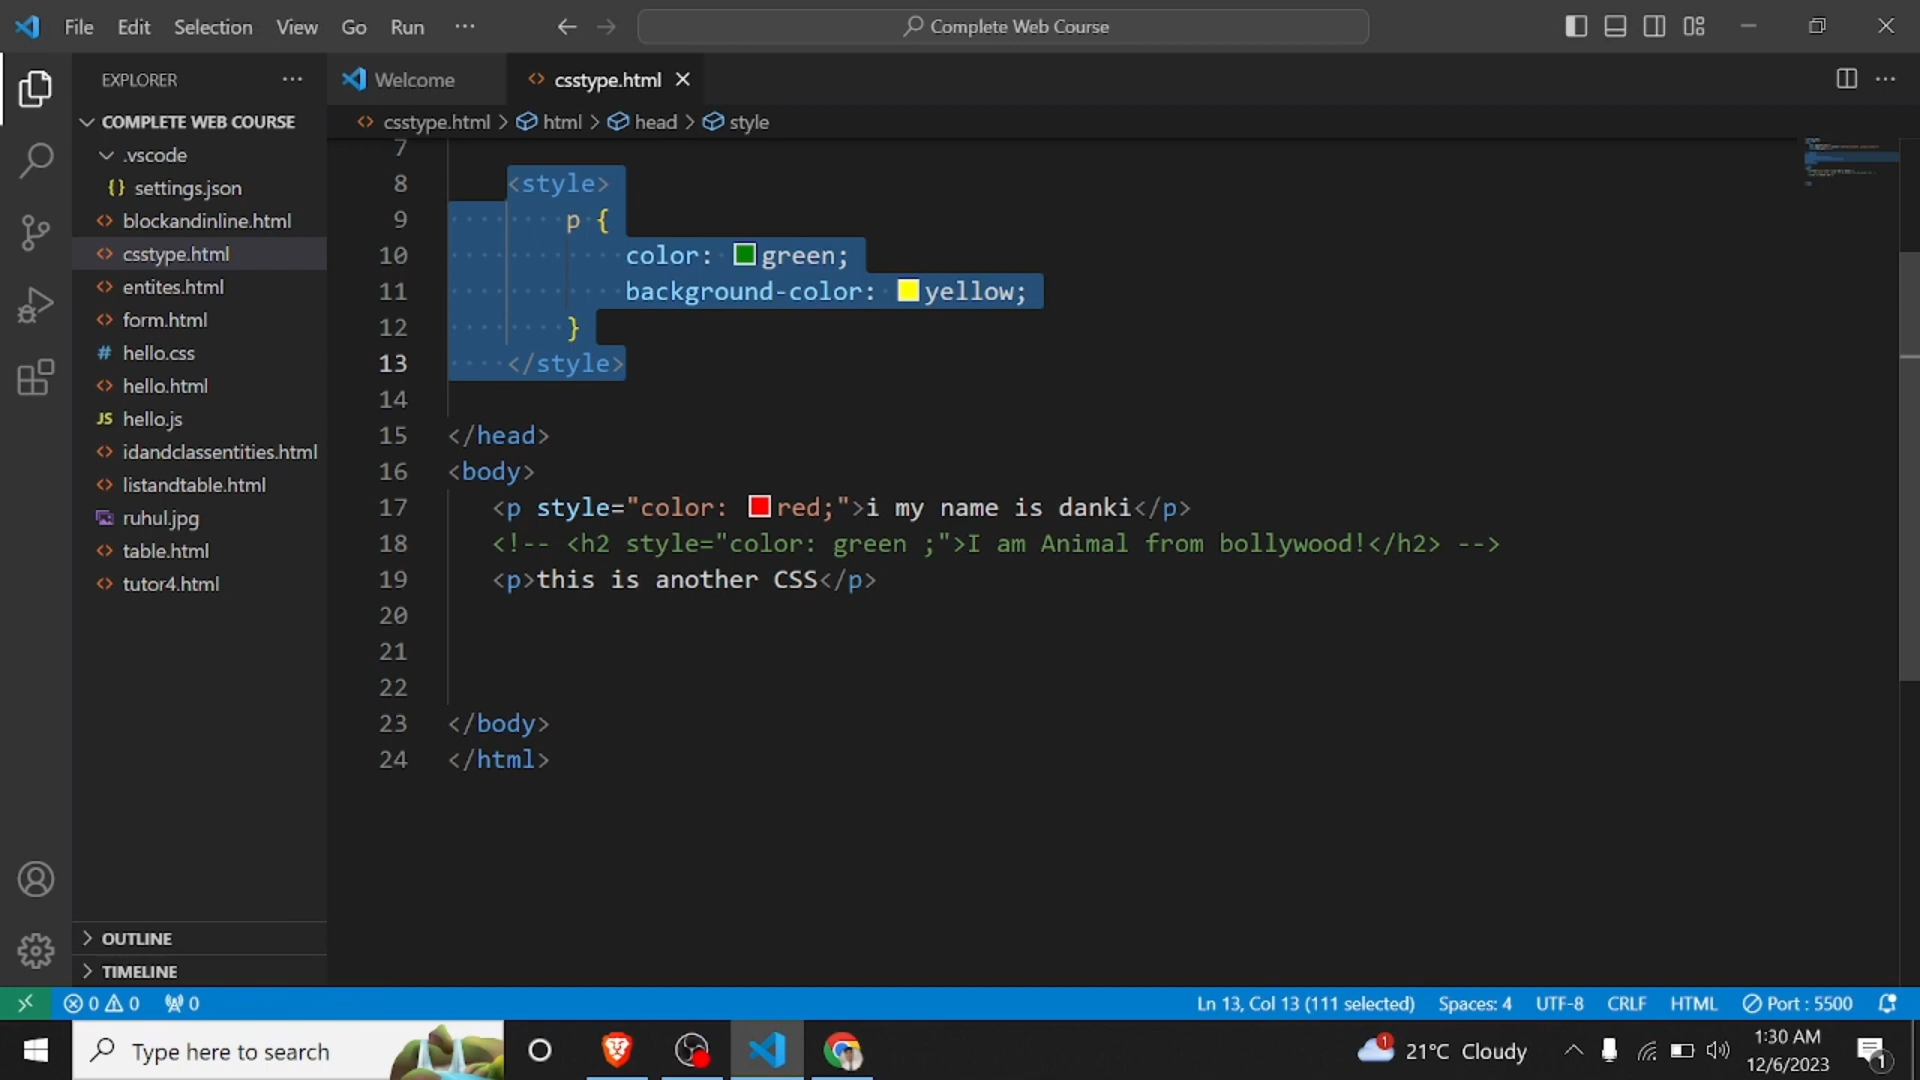 File Edit Selection View Go Run ··· Complete Web Course
EXPLORER ···
COMPLETE WEB COURSE
.vscode
{} settings.json
<> blockandinline.html
<> csstype.html
<> entites.html
<> form.html
# hello.css
<> hello.html
JS hello.js
<> idandclassentities.html
<> listandtable.html
ruhul.jpg
<> table.html
<> tutor4.html
OUTLINE
TIMELINE
Welcome <> csstype.html
<> csstype.html > html > head > style
7
8 <style>
9 p {
10 color: green;
11 background-color: yellow;
12 }
13 </style>
14
15 </head>
16 <body>
17 <p style="color: red;">i my name is danki</p>
18 <!-- <h2 style="color: green ;">I am Animal from bollywood!</h2> -->
19 <p>this is another CSS</p>
20
21
22
23 </body>
24 </html>
0 0 0 Ln 13, Col 13 (111 selected) Spaces: 4 UTF-8 CRLF HTML Port : 5500
Type here to search 1 21°C Cloudy 1:30 AM 1
12/6/2023